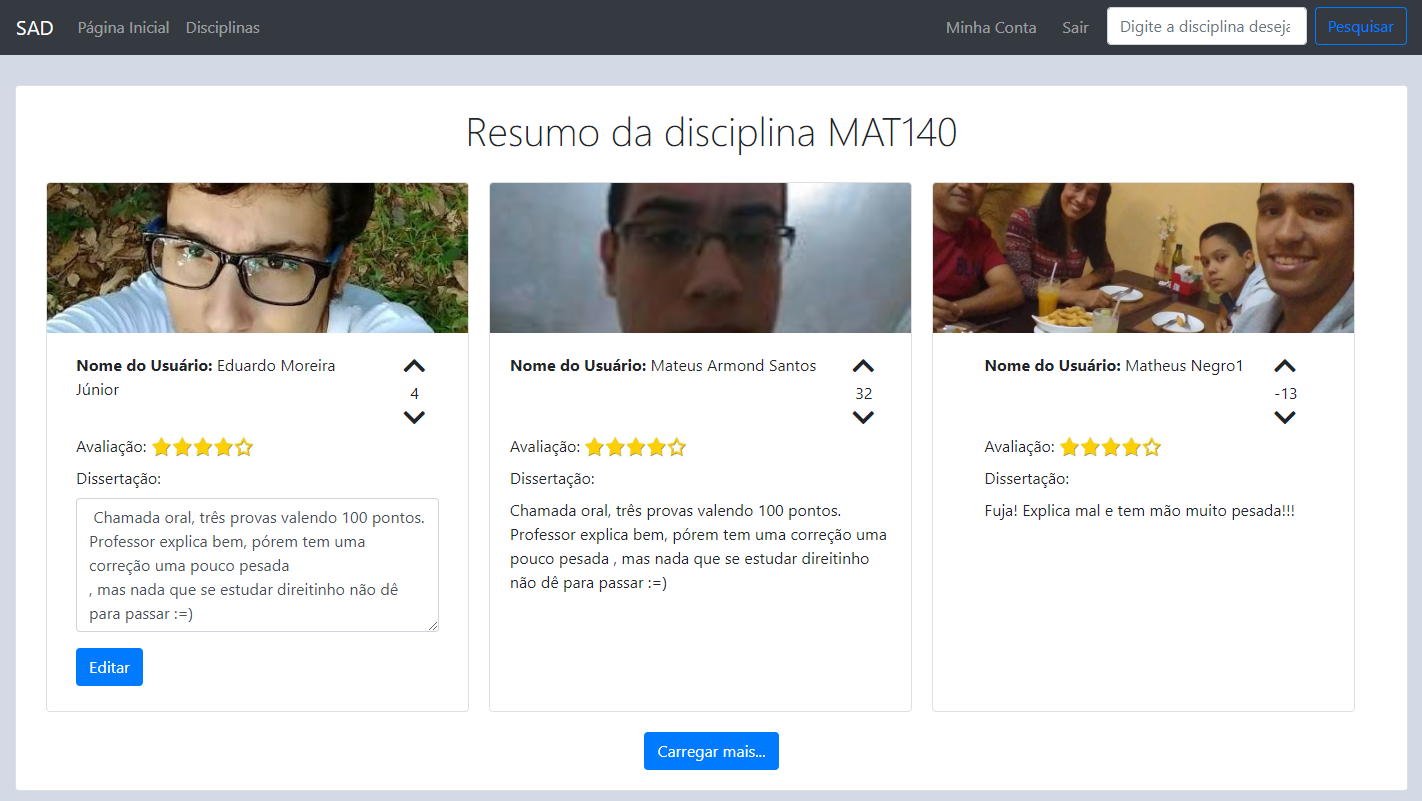 SAD Página Inicial Disciplinas Minha Conta Sair Digite a disciplina deseja Pesquisar
Resumo da disciplina MAT140
Nome do Usuário: Eduardo Moreira
Júnior
4
Avaliação:
Dissertação:
Chamada oral, três provas valendo 100 pontos.
Professor explica bem, pórem tem uma
correção uma pouco pesada
, mas nada que se estudar direitinho não dê
para passar :=)
Editar
Nome do Usuário: Mateus Armond Santos
32
Avaliação:
Dissertação:
Chamada oral, três provas valendo 100 pontos.
Professor explica bem, pórem tem uma correção uma
pouco pesada , mas nada que se estudar direitinho
não dê para passar :=)
Nome do Usuário: Matheus Negro1
-13
Avaliação:
Dissertação:
Fuja! Explica mal e tem mão muito pesada!!!
Carregar mais...